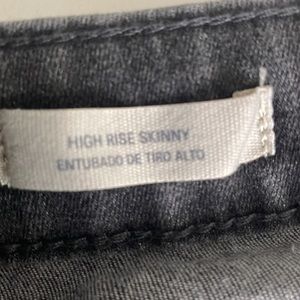 HIGH RISE SKINNY
ENTUBADO DE TIRO ALTO